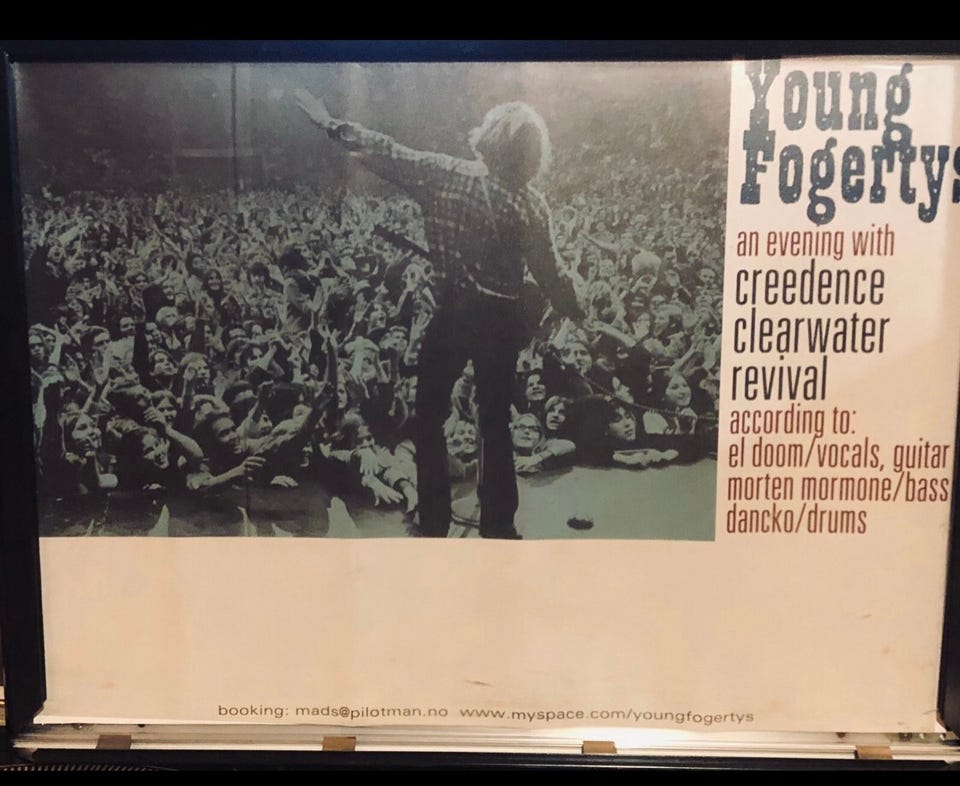 Young
Fogertys
an evening with
creedence
clearwater
revival
according to:
el doom/vocals, guitar
morten mormone/bass
dancko/drums
booking: mads@pilotman.no www.myspace.com/youngfogertys